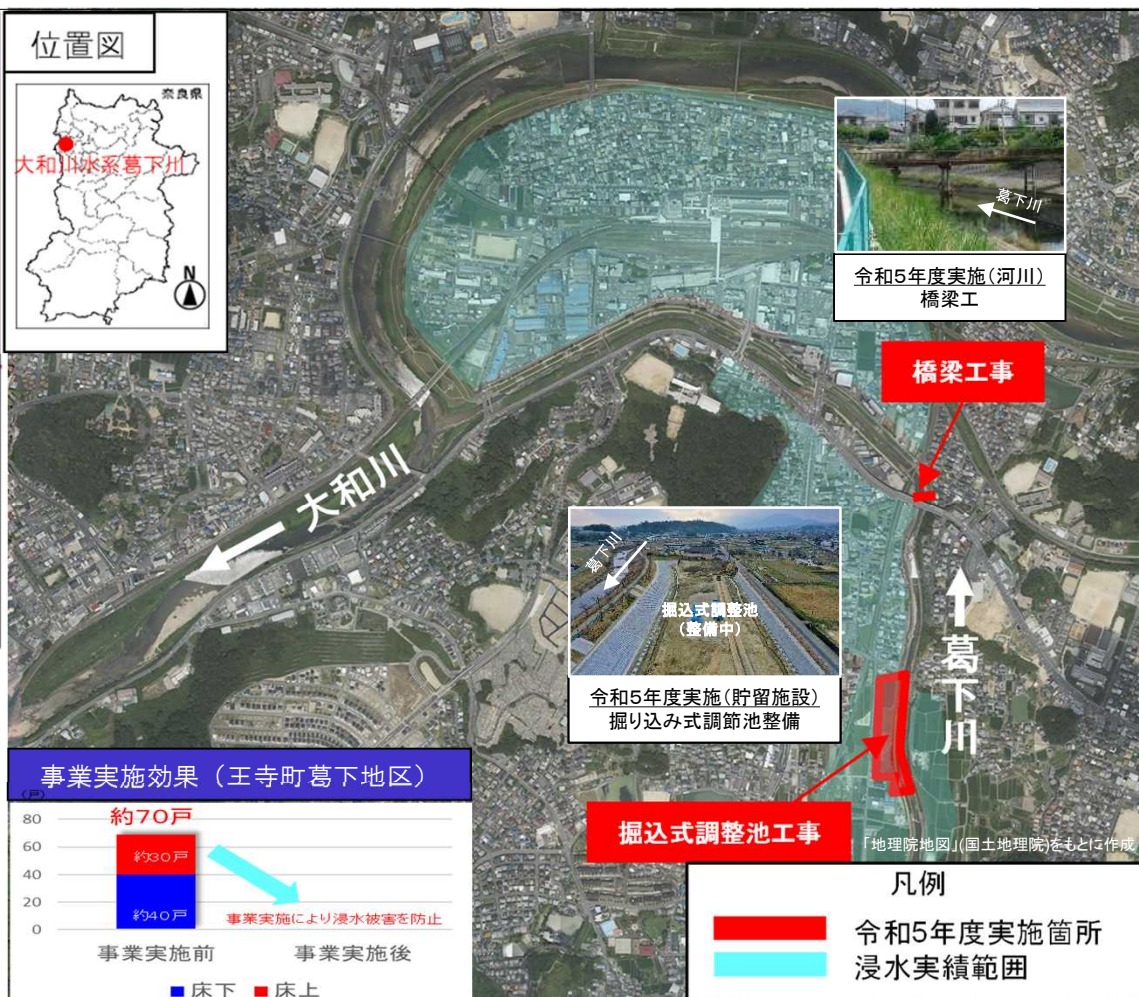 位置図
奈良県
大和川水系葛下川
N
葛下川
令和5年度実施(河川)
橋梁工
橋梁工事
大和川
葛下川
掘込式調整池
(整備中)
令和5年度実施(貯留施設)
掘り込み式調節池整備
葛下川
掘込式調整池工事
「地理院地図」(国土地理院)をもとに作成
事業実施効果（王寺町葛下地区）
(戸)
80
60
40
20
0
約70戸
約30戸
約40戸
事業実施により浸水被害を防止
事業実施前
事業実施後
床下
床上
凡例
令和5年度実施箇所
浸水実績範囲